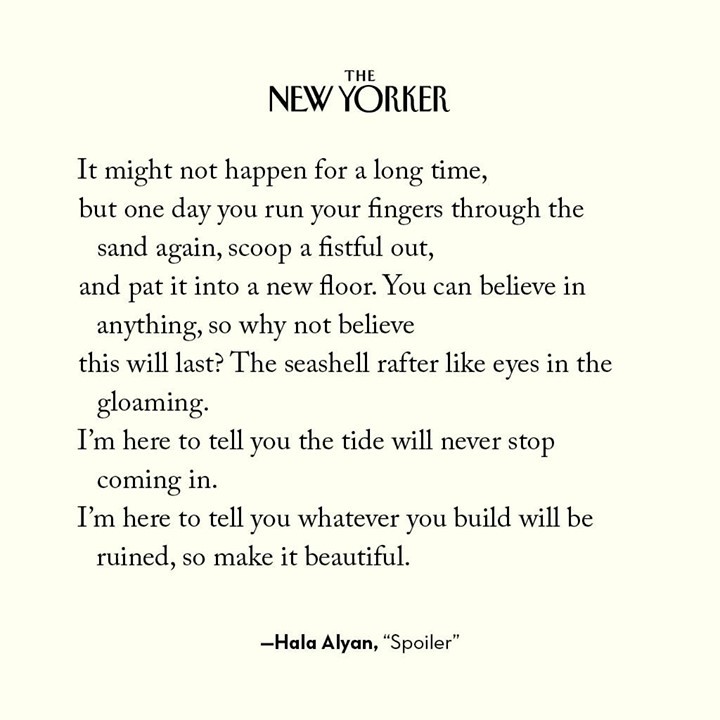 THE
NEW YORKER
It might not happen for a long time,
but one day you run your fingers through the
sand again, scoop a fistful out,
and pat it into a new floor. You can believe in
anything, so why not believe
this will last? The seashell rafter like eyes in the
gloaming.
I’m here to tell you the tide will never stop
coming in.
I’m here to tell you whatever you build will be
ruined, so make it beautiful.
—Hala Alyan, “Spoiler”